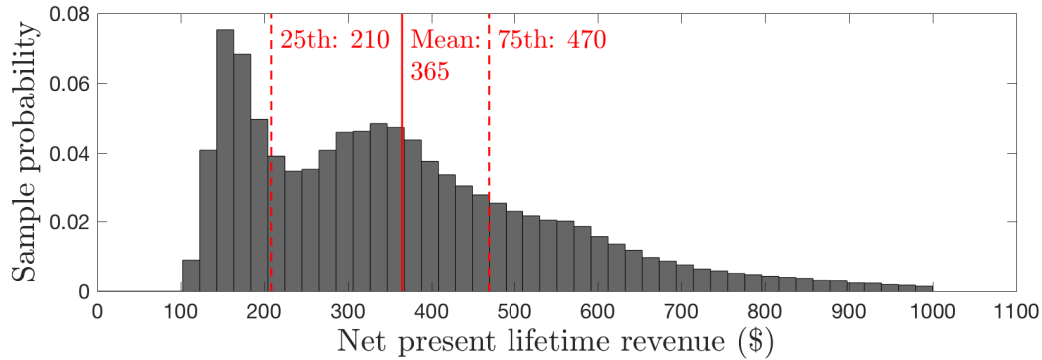 0.08
0.06
0.04
0.02
0
Sample probability
25th: 210
Mean:
365
75th: 470
0 100 200 300 400 500 600 700 800 900 1000 1100
Net present lifetime revenue ($)